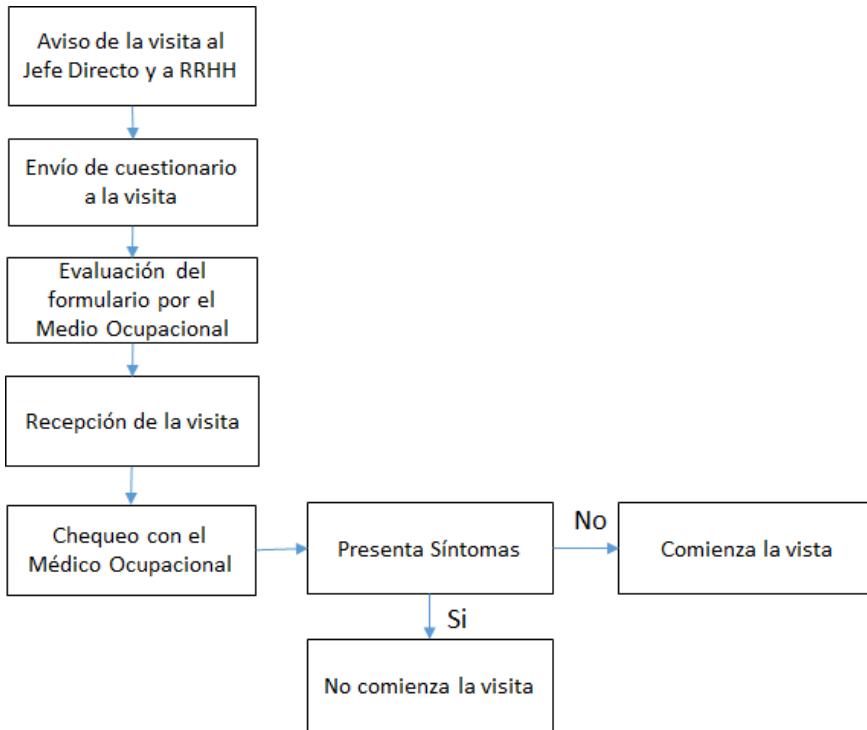 Aviso de la visita al
Jefe Directo y a RRHH
Envío de cuestionario
a la visita
Evaluación del
formulario por el
Medio Ocupacional
Recepción de la visita
Chequeo con el
Médico Ocupacional
Presenta Síntomas
No
Comienza la vista
Si
No comienza la visita